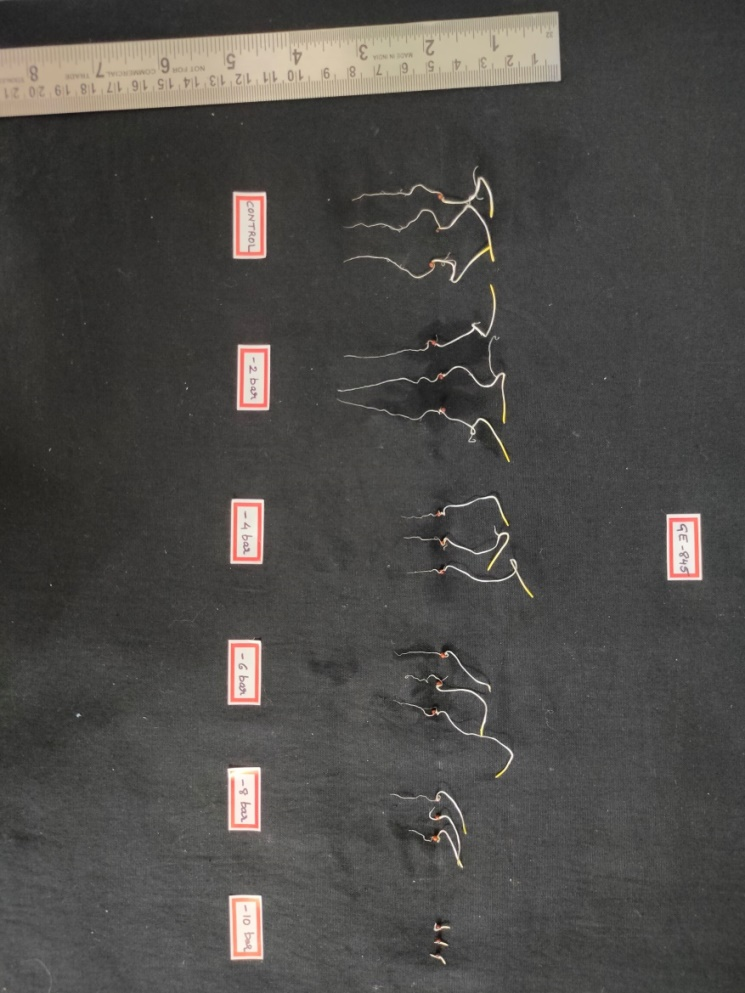 1 2 3 4 5 6 7 8
MADE IN INDIA
NOT FOR COMMERCIAL TRADE
1 2 3 4 5 6 7 8 9 10 11 12 13 14 15 16 17 18 19 20 21
CONTROL
-2 bar
-4 bar
-6 bar
-8 bar
-10 bar
GE-845